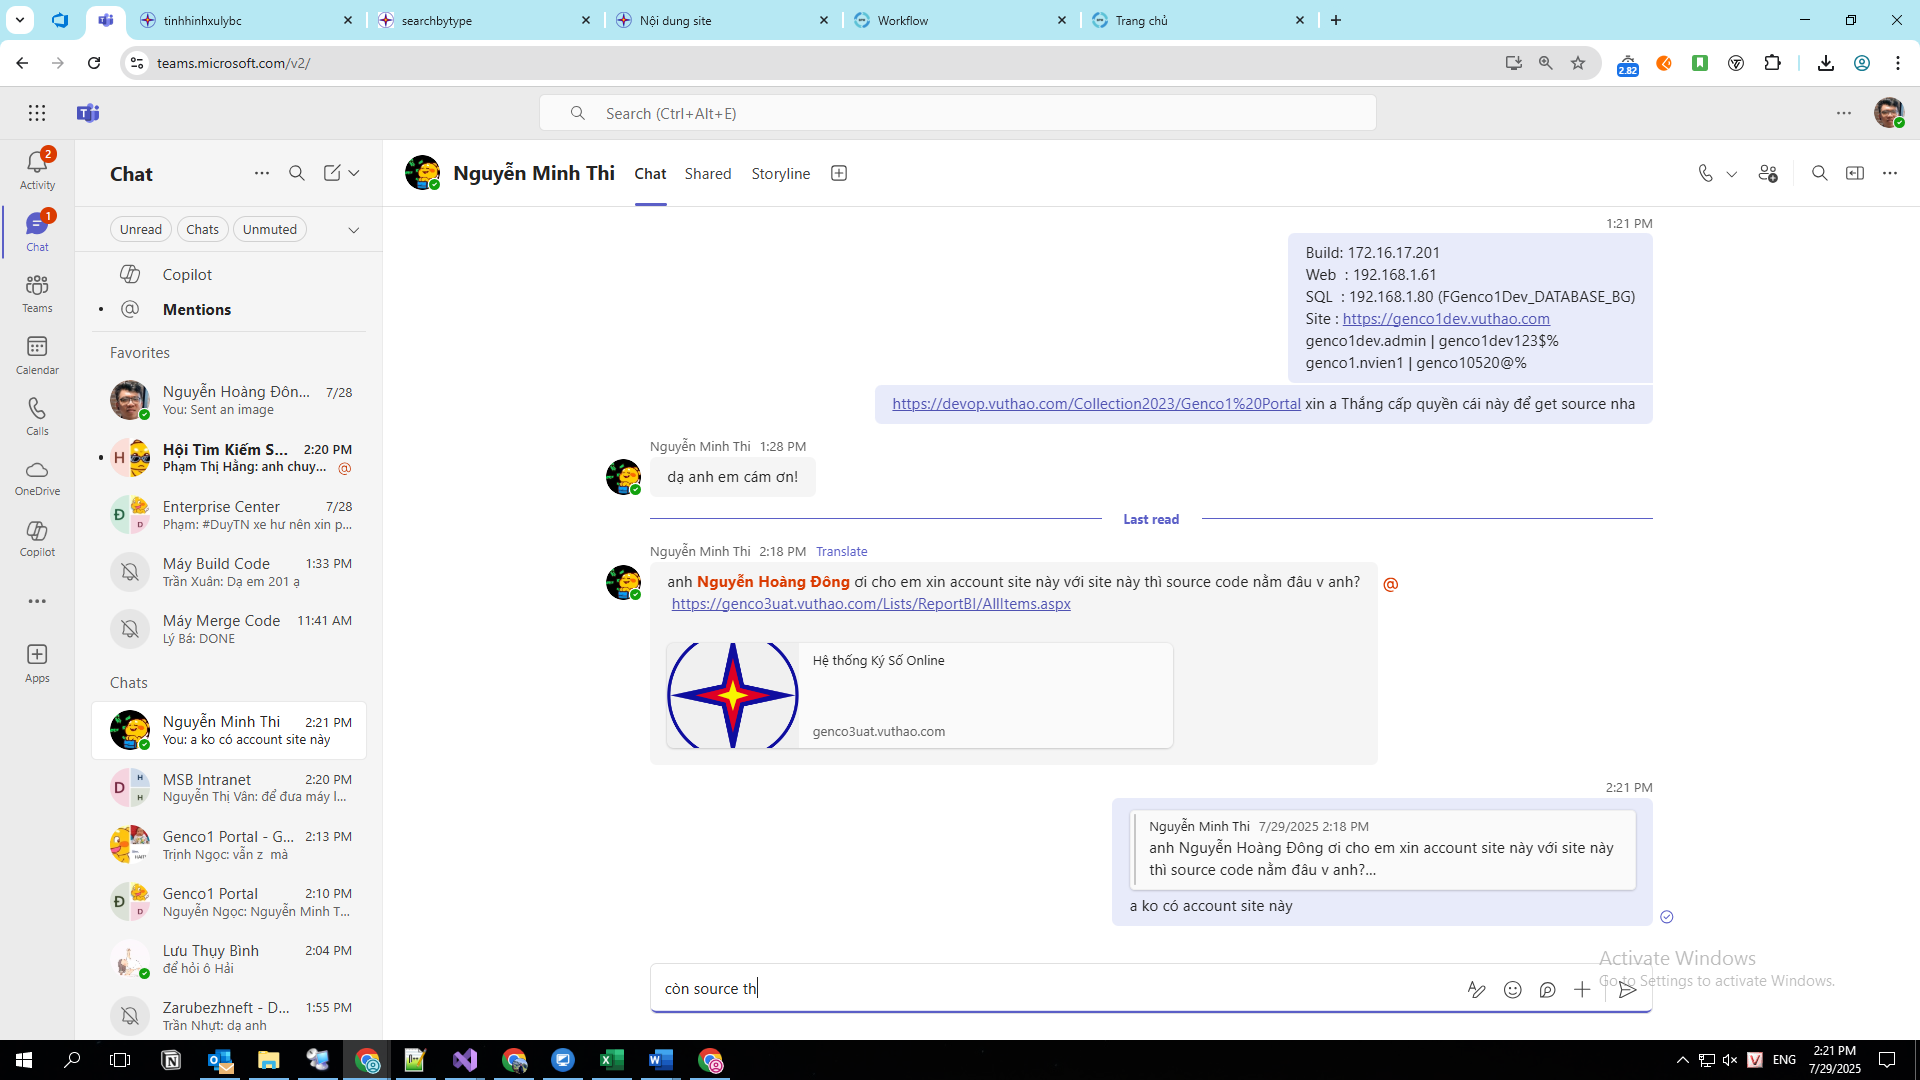 tinhhinhxulybc
searchbytype
Nội dung site
Workflow
Trang chủ
teams.microsoft.com/v2/
2.82
Search (Ctrl+Alt+E)
2
Activity
1
Chat
Teams
Calendar
Calls
OneDrive
Copilot
Apps
Chat
Unread
Chats
Unmuted
Copilot
Mentions
Favorites
Nguyễn Hoàng Đôn... 7/28
You: Sent an image
Hội Tìm Kiếm S... 2:20 PM
Phạm Thị Hằng: anh chuy...
Enterprise Center 7/28
Phạm: #DuyTN xe hư nên xin p...
Máy Build Code 1:33 PM
Trần Xuân: Dạ em 201 ạ
Máy Merge Code 11:41 AM
Lý Bá: DONE
Chats
Nguyễn Minh Thi 2:21 PM
You: a ko có account site này
MSB Intranet 2:20 PM
Nguyễn Thị Vân: để đưa máy l...
Genco1 Portal - G... 2:13 PM
Trịnh Ngọc: vẫn z mà
Genco1 Portal 2:10 PM
Nguyễn Ngọc: Nguyễn Minh T...
Lưu Thụy Bình 2:04 PM
để hỏi ô Hải
Zarubezhneft - D... 1:55 PM
Trần Nhựt: dạ anh
Nguyễn Minh Thi
Chat
Shared
Storyline
1:21 PM
Build: 172.16.17.201
Web : 192.168.1.61
SQL : 192.168.1.80 (FGenco1Dev_DATABASE_BG)
Site : https://genco1dev.vuthao.com
genco1dev.admin | genco1dev123$%
genco1.nvien1 | genco10520@%
https://devop.vuthao.com/Collection2023/Genco1%20Portal xin a Thắng cấp quyền cái này để get source nha
Nguyễn Minh Thi 1:28 PM
dạ anh em cám ơn!
Last read
Nguyễn Minh Thi 2:18 PM Translate
anh Nguyễn Hoàng Đông ơi cho em xin account site này với site này thì source code nằm đâu v anh?
https://genco3uat.vuthao.com/Lists/ReportBI/AllItems.aspx
Hệ thống Ký Số Online
genco3uat.vuthao.com
2:21 PM
Nguyễn Minh Thi 7/29/2025 2:18 PM
anh Nguyễn Hoàng Đông ơi cho em xin account site này với site này
thì source code nằm đâu v anh?...
a ko có account site này
còn source th
Activate Windows
Go to Settings to activate Windows.
ENG
2:21 PM
7/29/2025